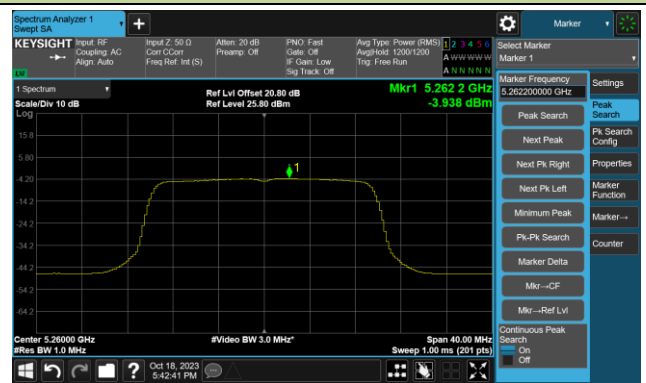 Spectrum Analyzer 1
Swept SA
+
Marker
KEYSIGHT
Input: RF
Coupling: AC
Align: Auto
Input Z: 50 Ω
Corr CCorr
Freq Ref: Int (S)
Atten: 20 dB
Preamp: Off
PNO: Fast
Gate: Off
IF Gain: Low
Sig Track: Off
Avg Type: Power (RMS)
Avg|Hold: 1200/1200
Trig: Free Run
1 2 3 4 5 6
A W W W W W
A N N N N N
LXI
Select Marker
Marker 1
1 Spectrum
Scale/Div 10 dB
Log
Ref Lvl Offset 20.80 dB
Ref Level 25.80 dBm
Mkr1 5.262 2 GHz
-3.938 dBm
15.8
5.80
-4.20
-14.2
-24.2
-34.2
-44.2
-54.2
-64.2
1
Center 5.26000 GHz
#Res BW 1.0 MHz
#Video BW 3.0 MHz*
Span 40.00 MHz
Sweep 1.00 ms (201 pts)
Marker Frequency
5.262200000 GHz
Peak Search
Next Peak
Next Pk Right
Next Pk Left
Minimum Peak
Pk-Pk Search
Marker Delta
Mkr→CF
Mkr→Ref Lvl
Continuous Peak
Search
On
Off
Settings
Peak
Search
Pk Search
Config
Properties
Marker
Function
Marker→
Counter
?
Oct 18, 2023
5:42:41 PM